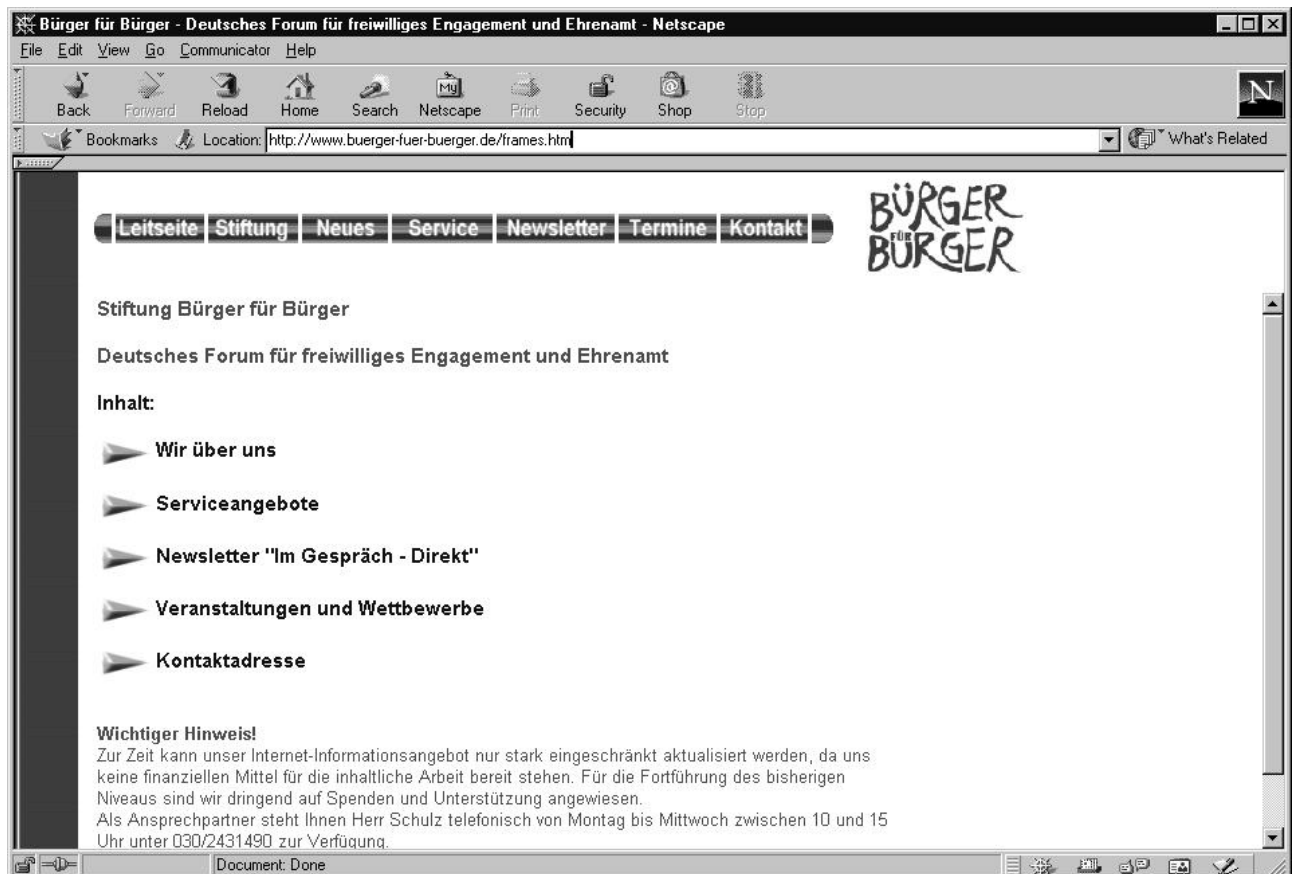 Bürger für Bürger - Deutsches Forum für freiwilliges Engagement und Ehrenamt - Netscape
File Edit View Go Communicator Help
Back Forward Reload Home Search Netscape Print Security Shop Stop
Bookmarks Location: http://www.buerger-fuer-buerger.de/frames.htm What's Related
Leitseite Stiftung Neues Service Newsletter Termine Kontakt
BÜRGER
FÜR
BÜRGER
Stiftung Bürger für Bürger
Deutsches Forum für freiwilliges Engagement und Ehrenamt
Inhalt:
Wir über uns
Serviceangebote
Newsletter "Im Gespräch - Direkt"
Veranstaltungen und Wettbewerbe
Kontaktadresse
Wichtiger Hinweis!
Zur Zeit kann unser Internet-Informationsangebot nur stark eingeschränkt aktualisiert werden, da uns
keine finanziellen Mittel für die inhaltliche Arbeit bereit stehen. Für die Fortführung des bisherigen
Niveaus sind wir dringend auf Spenden und Unterstützung angewiesen.
Als Ansprechpartner steht Ihnen Herr Schulz telefonisch von Montag bis Mittwoch zwischen 10 und 15
Uhr unter 030/2431490 zur Verfügung.
Document: Done